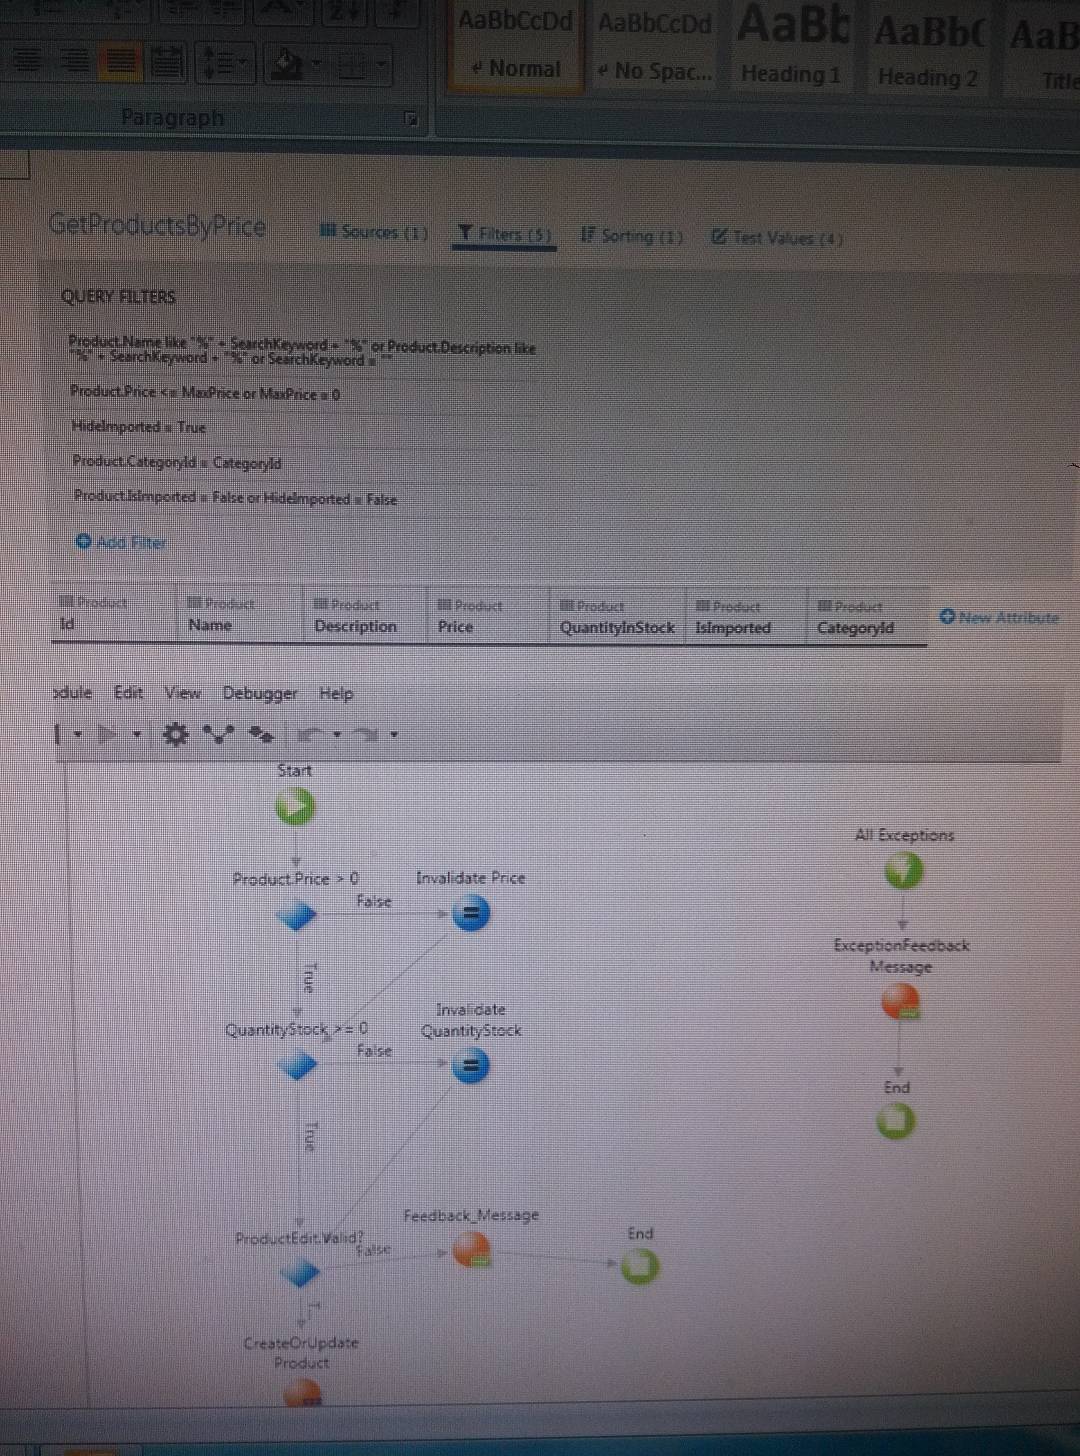 AaBbCcDd AaBbCcDd AaBb AaBb( AaB
Normal No Spac... Heading 1 Heading 2 Title
Paragraph
GetProductsByPrice Sources (1) Filters (5) Sorting (1) Test Values (4)
QUERY FILTERS
Product.Name like "%" + SearchKeyword + "%" or Product.Description like
"%" + SearchKeyword + "%" or SearchKeyword = ""
Product.Price <= MaxPrice or MaxPrice = 0
HideImported = True
Product.CategoryId = CategoryId
Product.IsImported = False or HideImported = False
Add Filter
Product Product Product Product Product Product Product
Id Name Description Price QuantityInStock IsImported CategoryId New Attribute
odule Edit View Debugger Help
Start
All Exceptions
Product.Price > 0 Invalidate Price
False
True
ExceptionFeedback
Message
Invalidate
QuantityStock >= 0 QuantityStock
False
End
True
Feedback_Message
ProductEdit.Valid? End
False
T...
CreateOrUpdate
Product